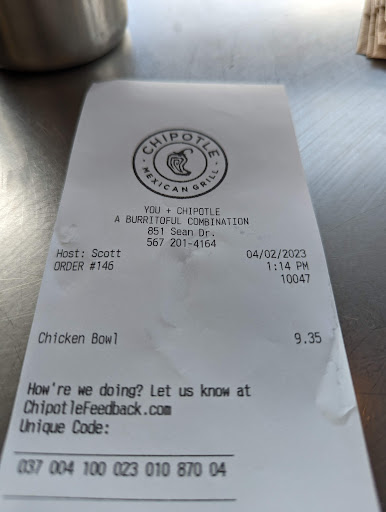 CHIPOTLE
MEXICAN GRILL
YOU + CHIPOTLE
A BURRITOFUL COMBINATION
851 Sean Dr.
567 201-4164
Host: Scott 04/02/2023
ORDER #146 1:14 PM
10047
Chicken Bowl 9.35
How're we doing? Let us know at
ChipotleFeedback.com
Unique Code:
037 004 100 023 010 870 04